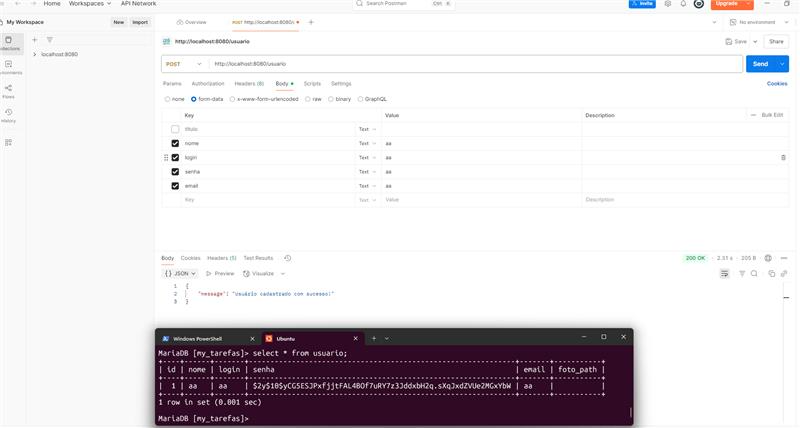 Home Workspaces API Network Search Postman Ctrl K Invite Upgrade
My Workspace New Import Overview POST http://localhost:8080/u No environment
http://localhost:8080/usuario Save Share
localhost:8080
POST http://localhost:8080/usuario Send
Flows
Params Authorization Headers (8) Body Scripts Settings Cookies
History
none form-data x-www-form-urlencoded raw binary GraphQL
Key Value Description Bulk Edit
titulo Text
nome Text aa
login Text aa
senha Text aa
email Text aa
Key Text Value Description
Body Cookies Headers (5) Test Results 200 OK 2.31 s 205 B
{} JSON Preview Visualize
1 {
2 "message": "Usuário cadastrado com sucesso!"
3 }
Windows PowerShell Ubuntu
MariaDB [my_tarefas]> select * from usuario;
| id | nome | login | senha | email | foto_path |
| 1 | aa | aa | $2y$10$yCG5ESJPxfjjtFAL4BOf7uRY7z3JddxbH2q.sXqJxdZVUe2MGxYbW | aa | |
1 row in set (0.001 sec)
MariaDB [my_tarefas]>